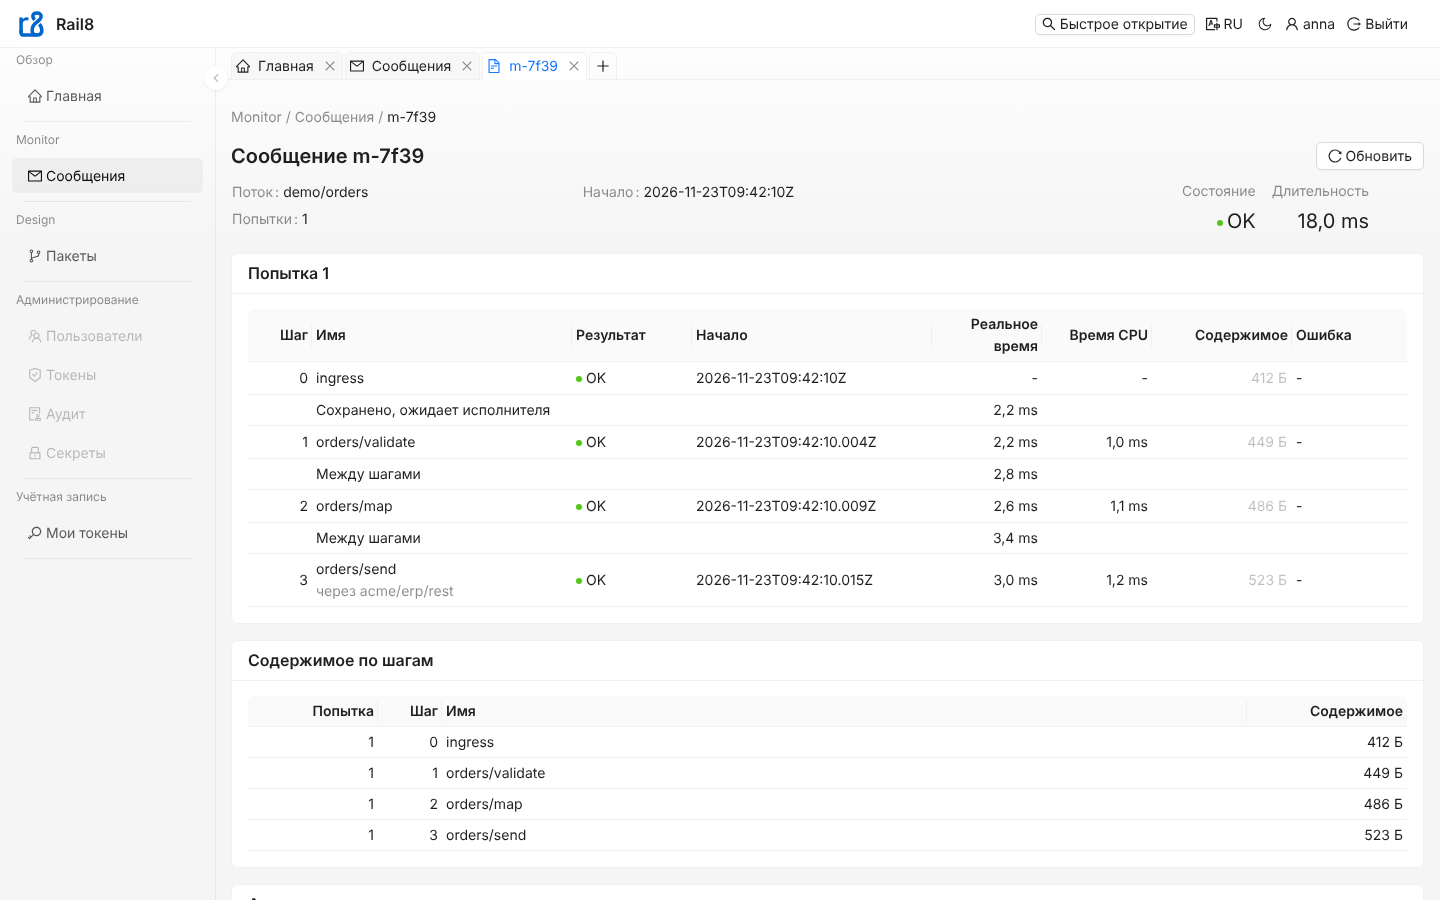 Rail8
Быстрое открытие
RU
anna
Выйти
Обзор
Главная
Monitor
Сообщения
Design
Пакеты
Администрирование
Пользователи
Токены
Аудит
Секреты
Учётная запись
Мои токены
Главная
Сообщения
m-7f39
Monitor / Сообщения / m-7f39
Сообщение m-7f39
Обновить
Поток: demo/orders
Начало: 2026-11-23T09:42:10Z
Попытки: 1
Состояние
OK
Длительность
18,0 ms
Попытка 1
Шаг Имя Результат Начало Реальное время Время CPU Содержимое Ошибка
0 ingress OK 2026-11-23T09:42:10Z - - 412 Б -
Сохранено, ожидает исполнителя 2,2 ms
1 orders/validate OK 2026-11-23T09:42:10.004Z 2,2 ms 1,0 ms 449 Б -
Между шагами 2,8 ms
2 orders/map OK 2026-11-23T09:42:10.009Z 2,6 ms 1,1 ms 486 Б -
Между шагами 3,4 ms
3 orders/send OK 2026-11-23T09:42:10.015Z 3,0 ms 1,2 ms 523 Б -
через acme/erp/rest
Содержимое по шагам
Попытка Шаг Имя Содержимое
1 0 ingress 412 Б
1 1 orders/validate 449 Б
1 2 orders/map 486 Б
1 3 orders/send 523 Б